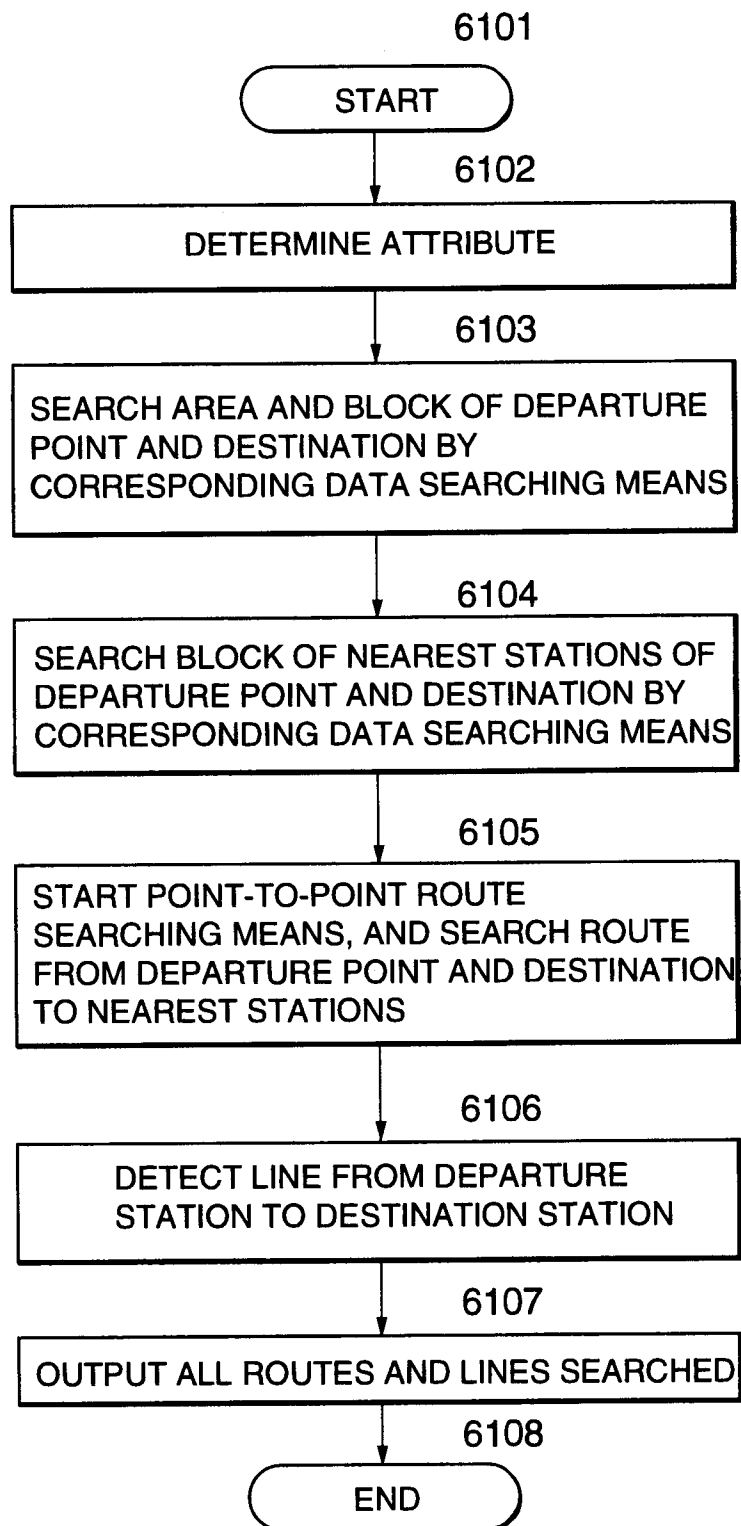 6101
START
6102
DETERMINE ATTRIBUTE
6103
SEARCH AREA AND BLOCK OF DEPARTURE
POINT AND DESTINATION BY
CORRESPONDING DATA SEARCHING MEANS
6104
SEARCH BLOCK OF NEAREST STATIONS OF
DEPARTURE POINT AND DESTINATION BY
CORRESPONDING DATA SEARCHING MEANS
6105
START POINT-TO-POINT ROUTE
SEARCHING MEANS, AND SEARCH ROUTE
FROM DEPARTURE POINT AND DESTINATION
TO NEAREST STATIONS
6106
DETECT LINE FROM DEPARTURE
STATION TO DESTINATION STATION
6107
OUTPUT ALL ROUTES AND LINES SEARCHED
6108
END